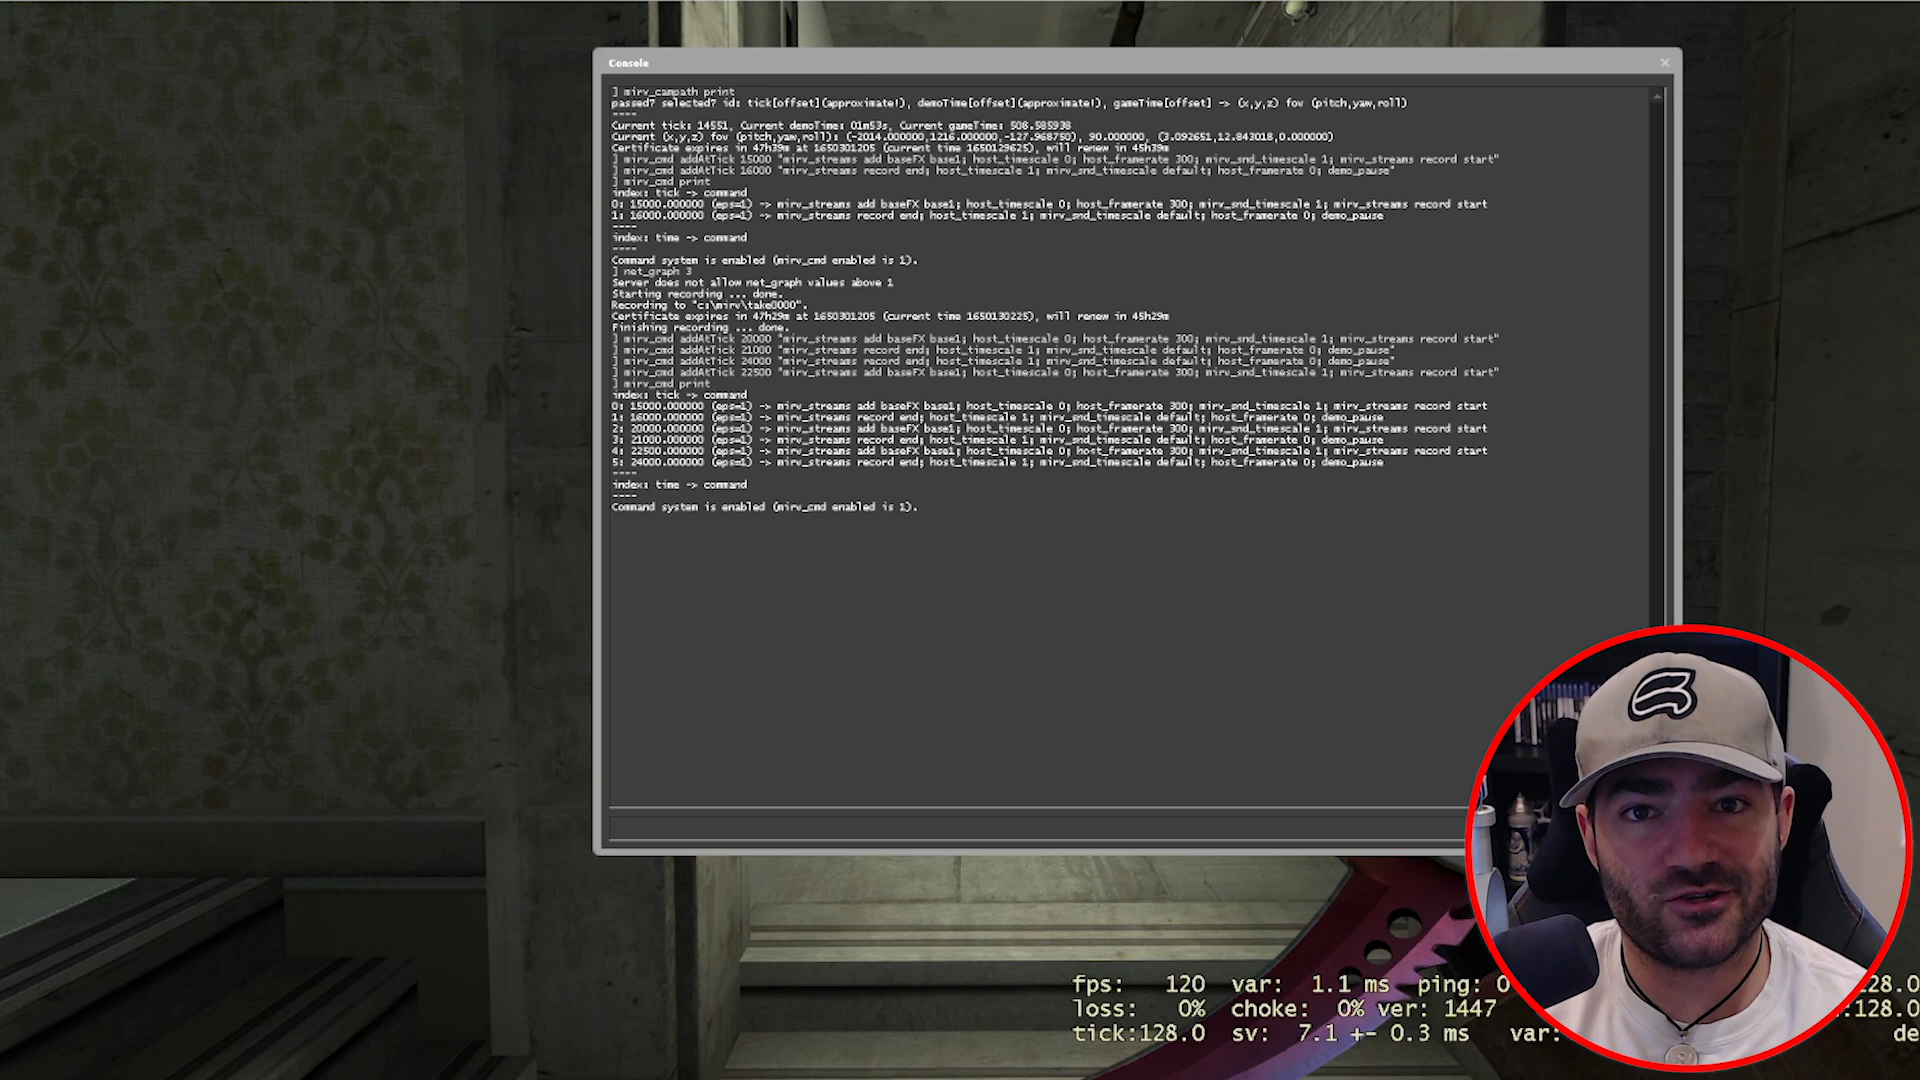 Console
] mirv_campath print
passed? selected? id: tick[offset](approximate!), demoTime[offset](approximate!), gameTime[offset] -> (x,y,z) fov (pitch,yaw,roll)
----
Current tick: 14551, Current demoTime: 01m53s, Current gameTime: 508.585938
Current (x,y,z) fov (pitch,yaw,roll): (-2014.000000,1216.000000,-127.968750), 90.000000, (3.092651,12.843018,0.000000)
Certificate expires in 47h39m at 1650301205 (current time 1650129625), will renew in 45h39m
] mirv_cmd addAtTick 15000 "mirv_streams add baseFX base1; host_timescale 0; host_framerate 300; mirv_snd_timescale 1; mirv_streams record start"
] mirv_cmd addAtTick 16000 "mirv_streams record end; host_timescale 1; mirv_snd_timescale default; host_framerate 0; demo_pause"
] mirv_cmd print
index: tick -> command
0: 15000.000000 (eps=1) -> mirv_streams add baseFX base1; host_timescale 0; host_framerate 300; mirv_snd_timescale 1; mirv_streams record start
1: 16000.000000 (eps=1) -> mirv_streams record end; host_timescale 1; mirv_snd_timescale default; host_framerate 0; demo_pause
----
index: time -> command
----
Command system is enabled (mirv_cmd enabled is 1).
] net_graph 3
Server does not allow net_graph values above 1
Starting recording ... done.
Recording to "c:\mirv\take0000".
Certificate expires in 47h29m at 1650301205 (current time 1650130225), will renew in 45h29m
Finishing recording ... done.
] mirv_cmd addAtTick 20000 "mirv_streams add baseFX base1; host_timescale 0; host_framerate 300; mirv_snd_timescale 1; mirv_streams record start"
] mirv_cmd addAtTick 21000 "mirv_streams record end; host_timescale 1; mirv_snd_timescale default; host_framerate 0; demo_pause"
] mirv_cmd addAtTick 24000 "mirv_streams record end; host_timescale 1; mirv_snd_timescale default; host_framerate 0; demo_pause"
] mirv_cmd addAtTick 22500 "mirv_streams add baseFX base1; host_timescale 0; host_framerate 300; mirv_snd_timescale 1; mirv_streams record start"
] mirv_cmd print
index: tick -> command
0: 15000.000000 (eps=1) -> mirv_streams add baseFX base1; host_timescale 0; host_framerate 300; mirv_snd_timescale 1; mirv_streams record start
1: 16000.000000 (eps=1) -> mirv_streams record end; host_timescale 1; mirv_snd_timescale default; host_framerate 0; demo_pause
2: 20000.000000 (eps=1) -> mirv_streams add baseFX base1; host_timescale 0; host_framerate 300; mirv_snd_timescale 1; mirv_streams record start
3: 21000.000000 (eps=1) -> mirv_streams record end; host_timescale 1; mirv_snd_timescale default; host_framerate 0; demo_pause
4: 22500.000000 (eps=1) -> mirv_streams add baseFX base1; host_timescale 0; host_framerate 300; mirv_snd_timescale 1; mirv_streams record start
5: 24000.000000 (eps=1) -> mirv_streams record end; host_timescale 1; mirv_snd_timescale default; host_framerate 0; demo_pause
----
index: time -> command
----
Command system is enabled (mirv_cmd enabled is 1).
fps: 120 var: 1.1 ms ping: 0 28.0
loss: 0% choke: 0% ver: 1447 :128.0
tick:128.0 sv: 7.1 +- 0.3 ms var: de